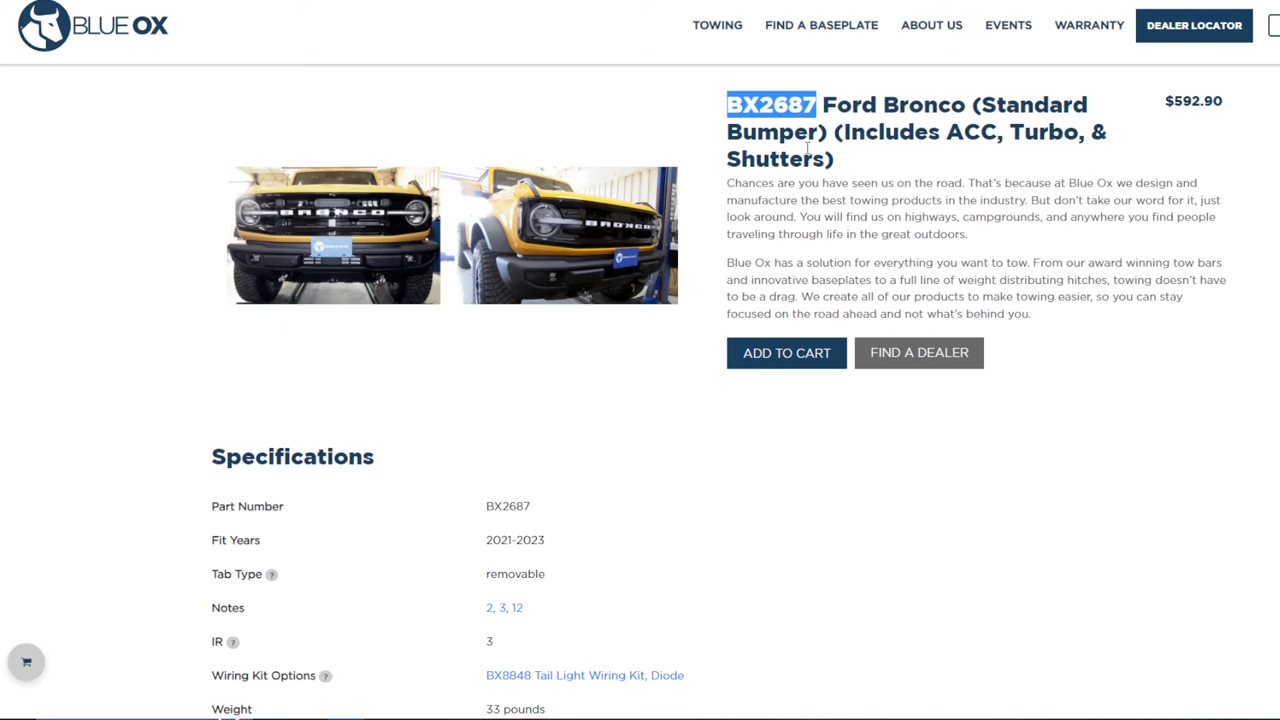 BLUE OX
TOWING
FIND A BASEPLATE
ABOUT US
EVENTS
WARRANTY
DEALER LOCATOR
BX2687 Ford Bronco (Standard
Bumper) (Includes ACC, Turbo, &
Shutters)
$592.90
Chances are you have seen us on the road. That's because at Blue Ox we design and
manufacture the best towing products in the industry. But don't take our word for it, just
look around. You will find us on highways, campgrounds, and anywhere you find people
traveling through life in the great outdoors.
Blue Ox has a solution for everything you want to tow. From our award winning tow bars
and innovative baseplates to a full line of weight distributing hitches, towing doesn't have
to be a drag. We create all of our products to make towing easier, so you can stay
focused on the road ahead and not what's behind you.
ADD TO CART
FIND A DEALER
BRONCO
BRONCO
Specifications
Part Number
BX2687
Fit Years
2021-2023
Tab Type ?
removable
Notes
2, 3, 12
IR ?
3
Wiring Kit Options ?
BX8848 Tail Light Wiring Kit, Diode
Weight
33 pounds